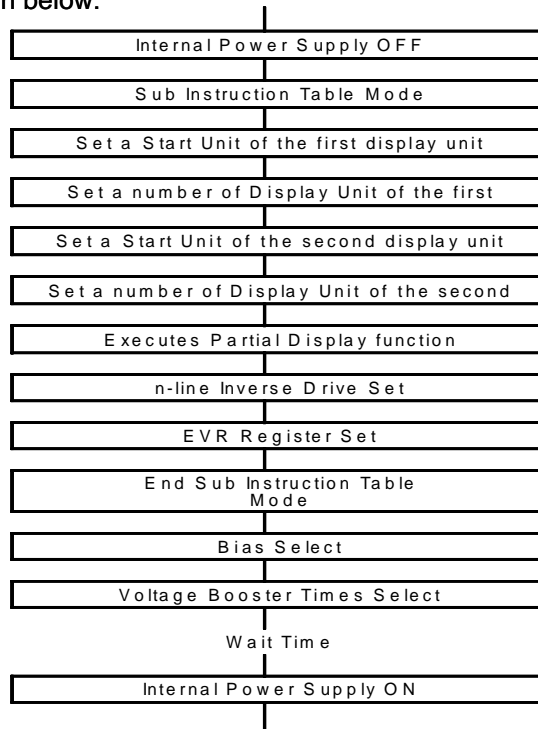 n below.
Internal Power Supply OFF
Sub Instruction Table Mode
Set a Start Unit of the first display unit
Set a number of Display Unit of the first
Set a Start Unit of the second display unit
Set a number of Display Unit of the second
Executes Partial Display function
n-line Inverse Drive Set
EVR Register Set
End Sub Instruction Table
Mode
Bias Select
Voltage Booster Times Select
Wait Time
Internal Power Supply ON